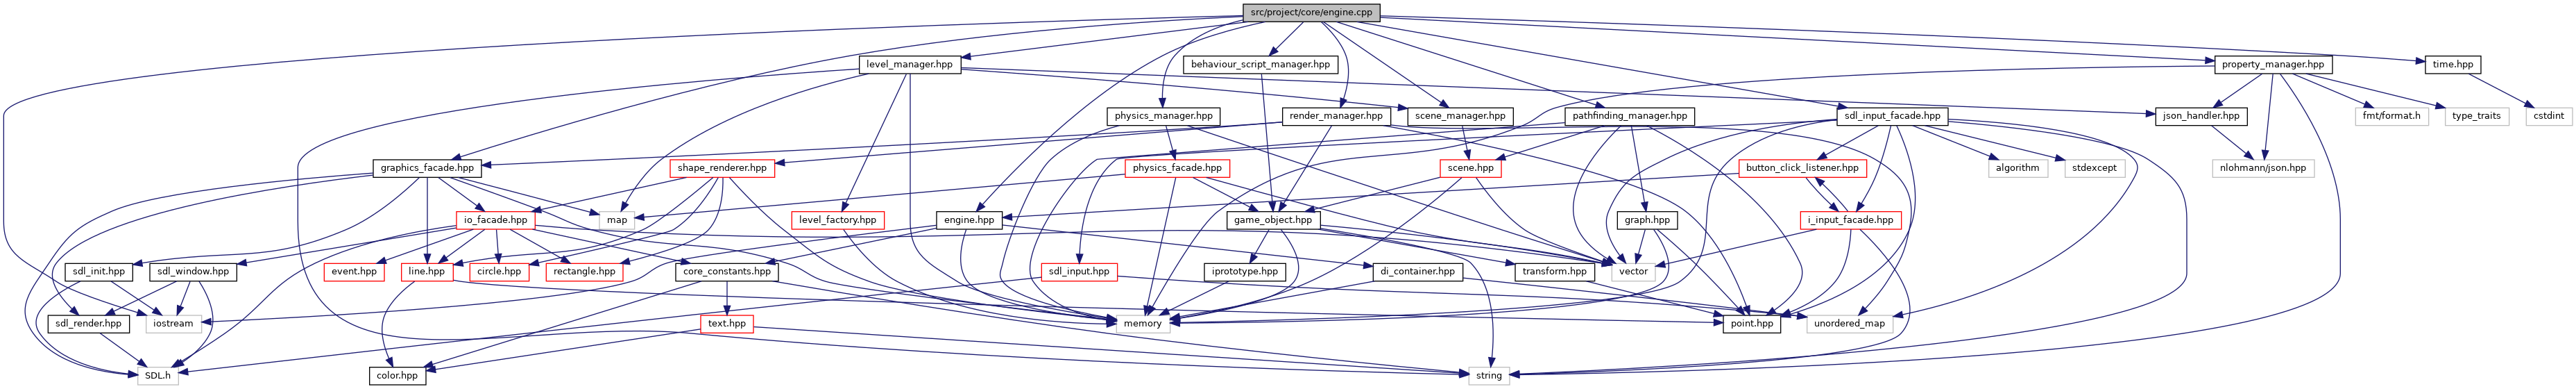 src/project/core/engine.cpp
level_manager.hpp
behaviour_script_manager.hpp
property_manager.hpp
time.hpp
physics_manager.hpp
render_manager.hpp
scene_manager.hpp
pathfinding_manager.hpp
sdl_input_facade.hpp
json_handler.hpp
fmt/format.h
type_traits
cstdint
graphics_facade.hpp
shape_renderer.hpp
physics_facade.hpp
scene.hpp
button_click_listener.hpp
algorithm
stdexcept
nlohmann/json.hpp
io_facade.hpp
map
level_factory.hpp
engine.hpp
game_object.hpp
graph.hpp
i_input_facade.hpp
sdl_init.hpp
sdl_window.hpp
event.hpp
line.hpp
circle.hpp
rectangle.hpp
core_constants.hpp
sdl_input.hpp
iprototype.hpp
di_container.hpp
transform.hpp
vector
sdl_render.hpp
iostream
text.hpp
memory
point.hpp
unordered_map
SDL.h
color.hpp
string